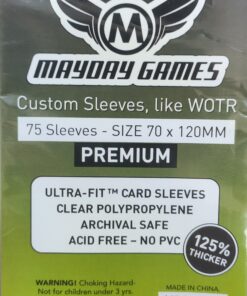 M
MAYDAY GAMES
Custom Sleeves, like WOTR
75 Sleeves - SIZE 70 x 120MM
PREMIUM
ULTRA-FIT™ CARD SLEEVES
CLEAR POLYPROPYLENE
ARCHIVAL SAFE
ACID FREE – NO PVC
125%
THICKER
WARNING! Choking Hazard-
Not for children under 3 yrs.
MADE IN CHINA.